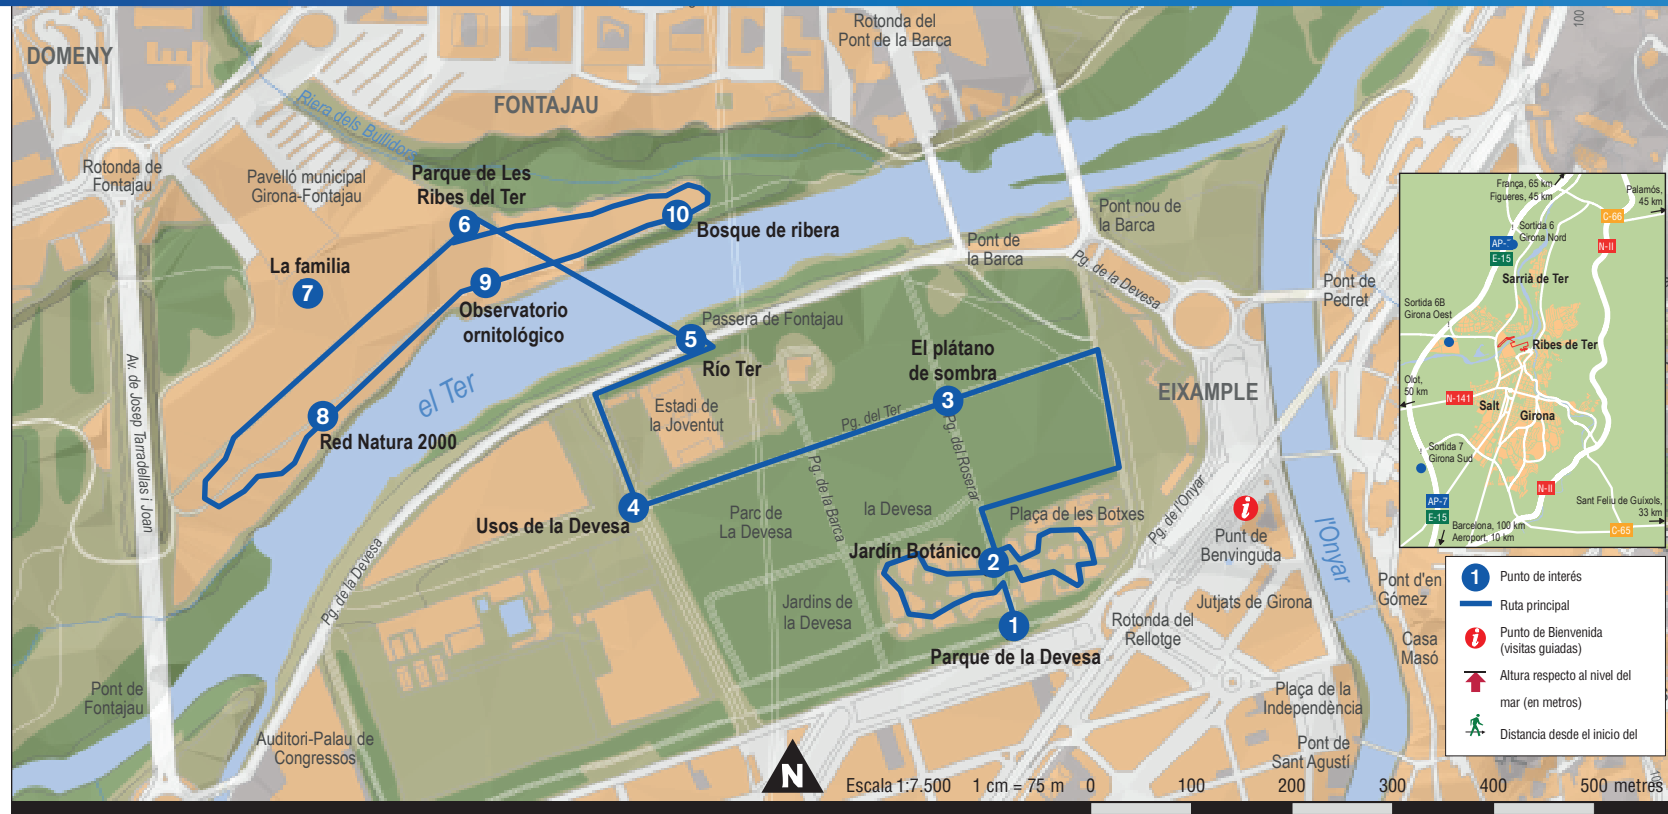 DOMENY
Rotonda del
Pont de la Barca
100
FONTAJAU
Riera dels Bullidors
Rotonda de
Fontajau
Pavelló municipal
Girona-Fontajau
Parque de Les
Ribes del Ter
6
10
Bosque de ribera
Pont nou de
la Barca
Pont de
la Barca
Pg. de la Devesa
Pont de
Pedret
La familia
7
9
Observatorio
ornitológico
Passera de Fontajau
5
Río Ter
El plátano
de sombra
3
EIXAMPLE
Av. de Josep Tarradellas i Joan
el Ter
8
Red Natura 2000
Estadi de
la Joventut
Pg. del Ter
Pg. del Roserar
Pg. de la Barca
4
Usos de la Devesa
Parc de
La Devesa
la Devesa
Plaça de les Botxes
Pg. de l'Onyar
i
Punt de
Benvinguda
l'Onyar
Jardín Botánico
2
Pg. de la Devesa
Jardins de
la Devesa
1
Parque de la Devesa
Rotonda del
Rellotge
Jutjats de Girona
Pont d'en
Gómez
Casa
Masó
Pont de
Fontajau
Auditori-Palau de
Congressos
Plaça de la
Independència
Pont de
Sant Agustí
N
Escala 1:7.500 1 cm = 75 m 0 100 200 300 400 500 metres
França, 65 km
Figueres, 45 km
Palamós,
45 km
C-66
Sortida 6
Girona Nord
AP-7
E-15
N-II
Sarrià de Ter
Sortida 6B
Girona Oest
Ribes de Ter
Olot,
50 km
N-141
Salt
Girona
Sortida 7
Girona Sud
N-II
AP-7
E-15
Sant Feliu de Guíxols,
33 km
Barcelona, 100 km
Aeroport, 10 km
C-65
1 Punto de interés
Ruta principal
i Punto de Bienvenida
(visitas guiadas)
Altura respecto al nivel del
mar (en metros)
Distancia desde el inicio del